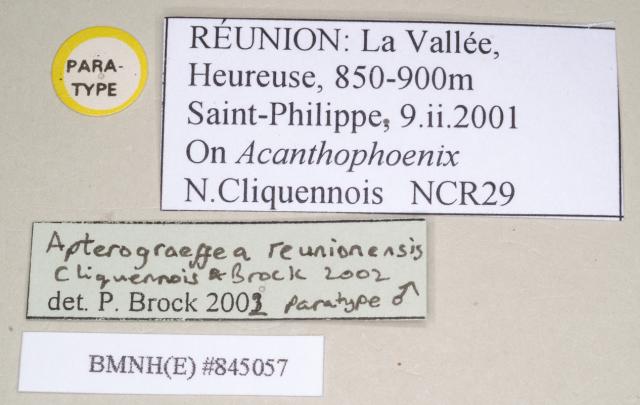 PARA-
TYPE
RÉUNION: La Vallée,
Heureuse, 850-900m
Saint-Philippe, 9.ii.2001
On Acanthophoenix
N.Cliquennois NCR29
Apterograeffea reunionensis
Cliquennois & Brock 2002
det. P. Brock 2002 paratype ♂
BMNH(E) #845057